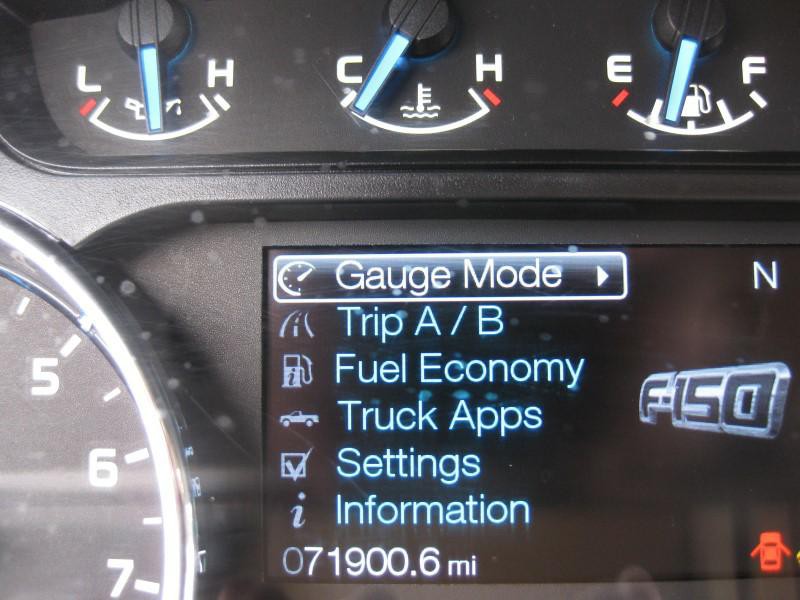 L H C H E F
Gauge Mode N
Trip A / B
Fuel Economy
F-150
Truck Apps
Settings
Information
071900.6 mi
5
6
7